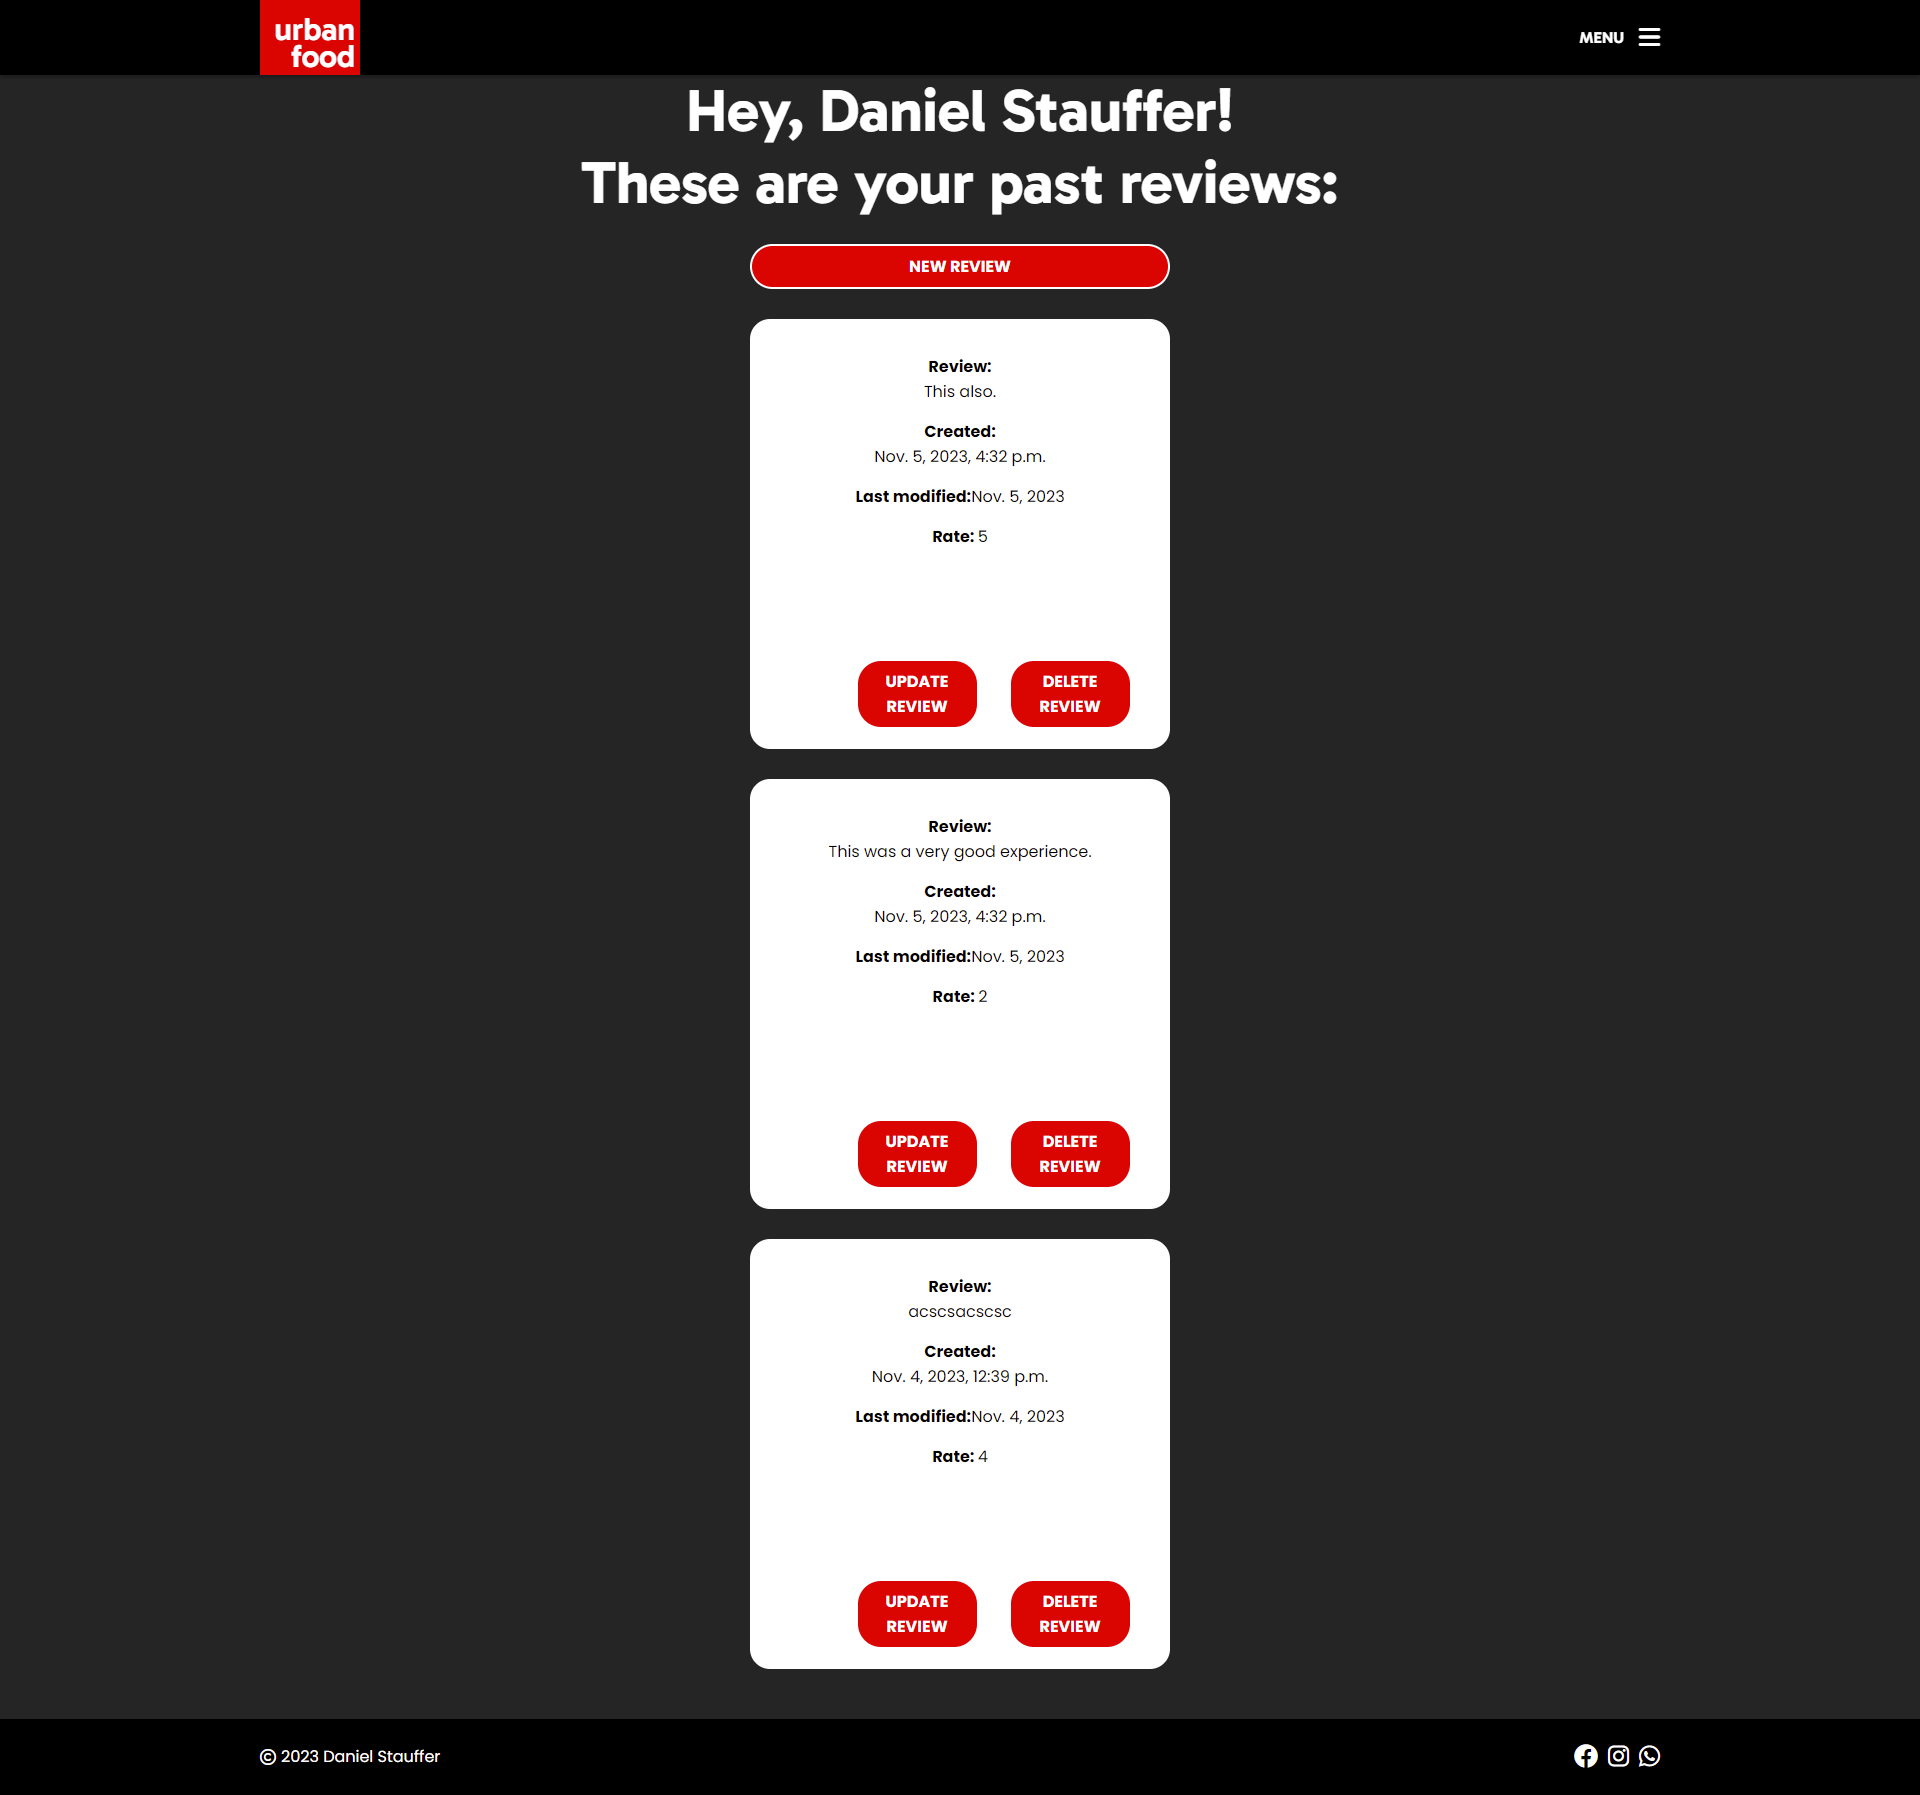 urban
food
MENU
Hey, Daniel Stauffer!
These are your past reviews:
NEW REVIEW
Review:
This also.
Created:
Nov. 5, 2023, 4:32 p.m.
Last modified:Nov. 5, 2023
Rate: 5
UPDATE REVIEW
DELETE REVIEW
Review:
This was a very good experience.
Created:
Nov. 5, 2023, 4:32 p.m.
Last modified:Nov. 5, 2023
Rate: 2
UPDATE REVIEW
DELETE REVIEW
Review:
acscsacscsc
Created:
Nov. 4, 2023, 12:39 p.m.
Last modified:Nov. 4, 2023
Rate: 4
UPDATE REVIEW
DELETE REVIEW
© 2023 Daniel Stauffer